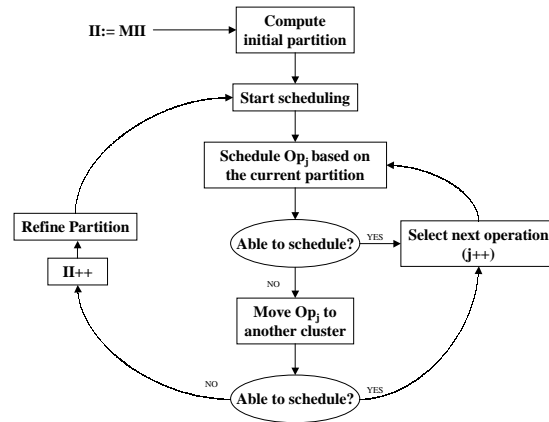 II:= MII
Compute
initial partition
Start scheduling
Schedule Opj based on
the current partition
Refine Partition
Able to schedule?
YES
Select next operation
(j++)
II++
NO
Move Opj to
another cluster
NO
Able to schedule?
YES